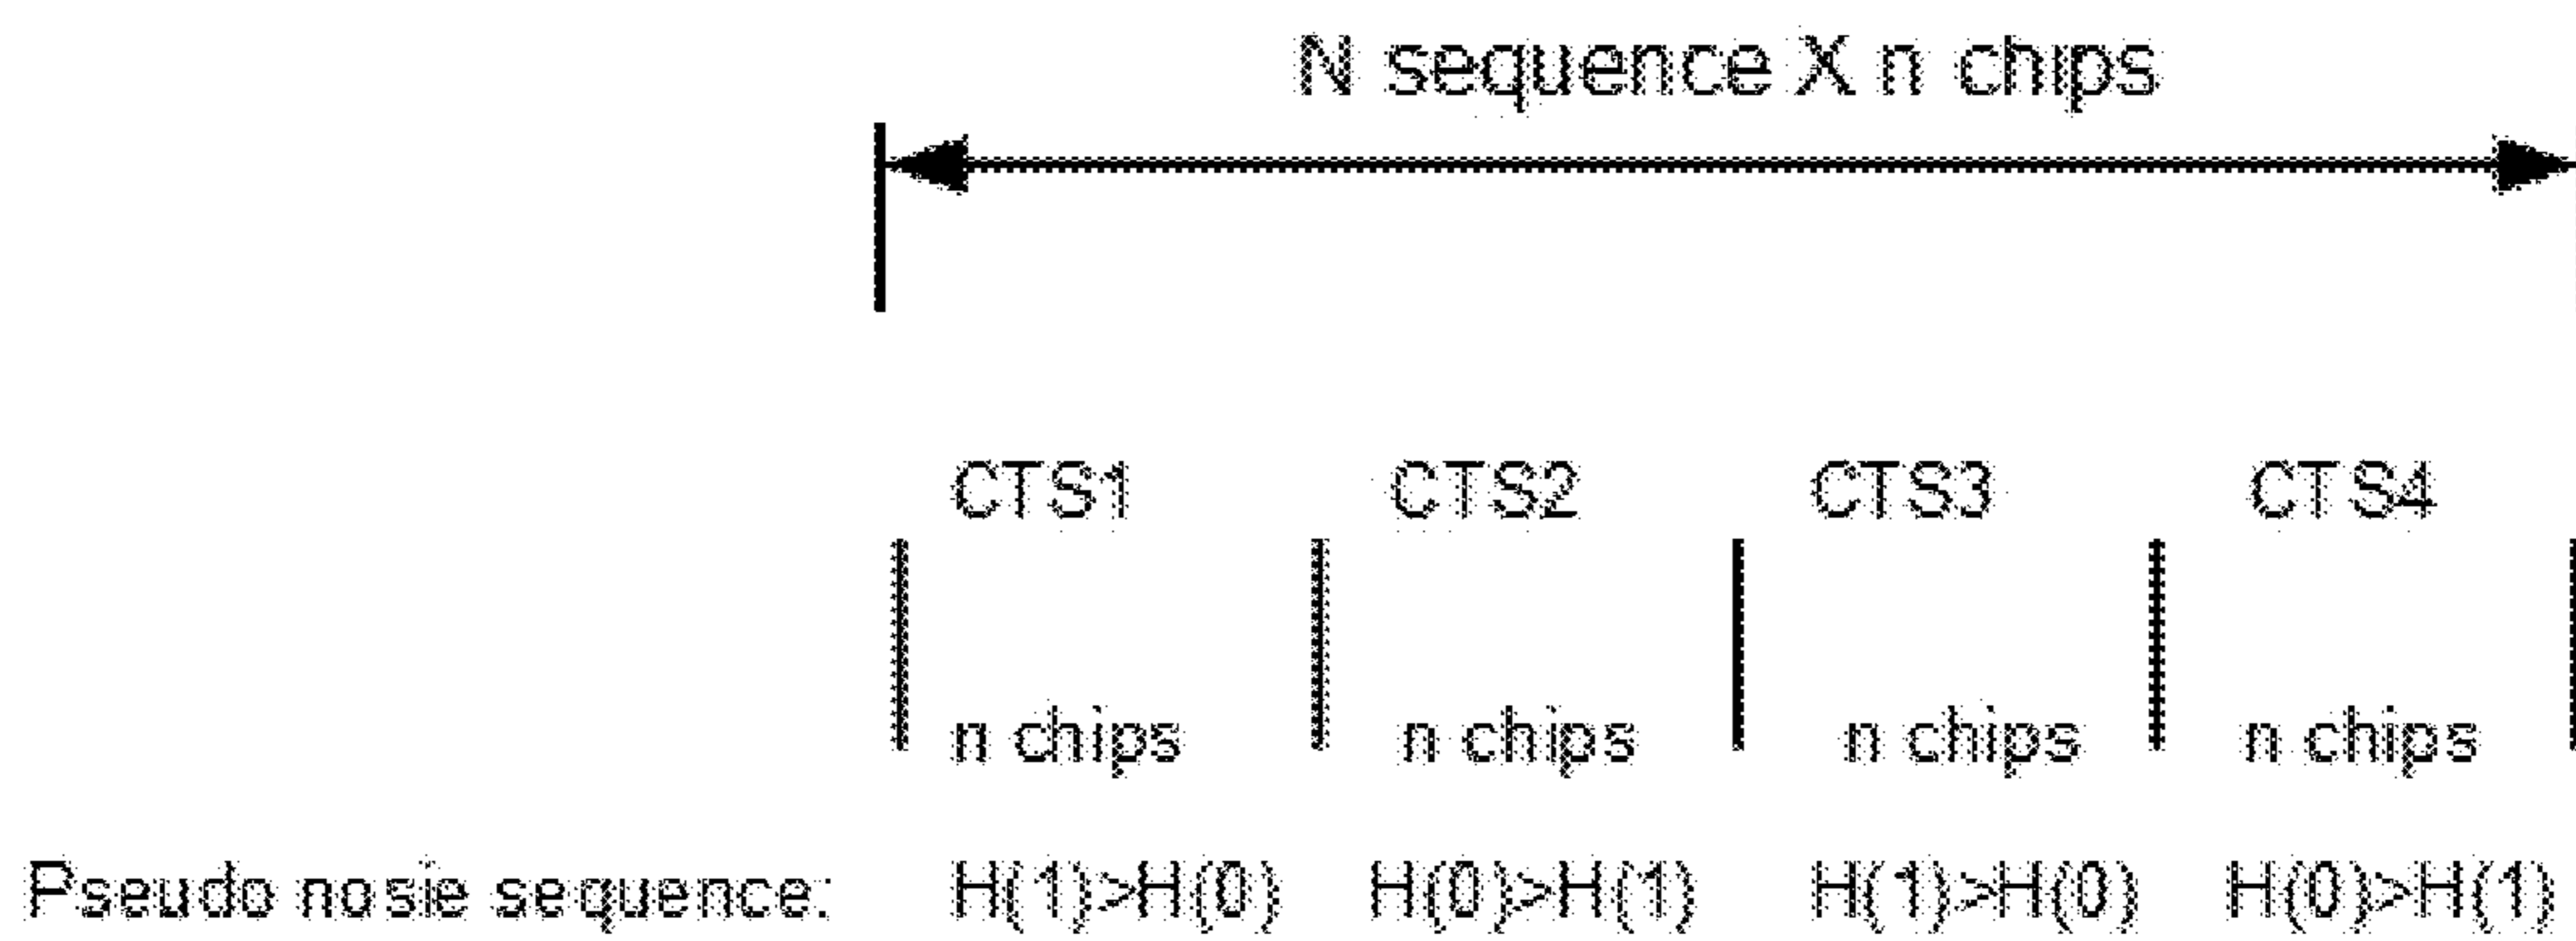 N sequence X n chips
CTS1 CTS2 CTS3 CTS4
n chips n chips n chips n chips
Pseudo nosie sequence: H(1)>H(0) H(0)>H(1) H(1)>H(0) H(0)>H(1)